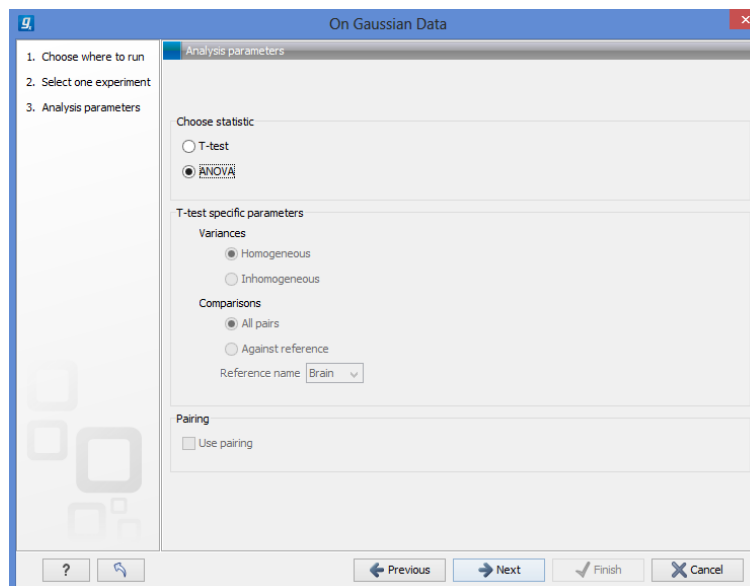 On Gaussian Data
1. Choose where to run
2. Select one experiment
3. Analysis parameters
Analysis parameters
Choose statistic
T-test
ANOVA
T-test specific parameters
Variances
Homogeneous
Inhomogeneous
Comparisons
All pairs
Against reference
Reference name Brain
Pairing
Use pairing
? Previous Next Finish Cancel